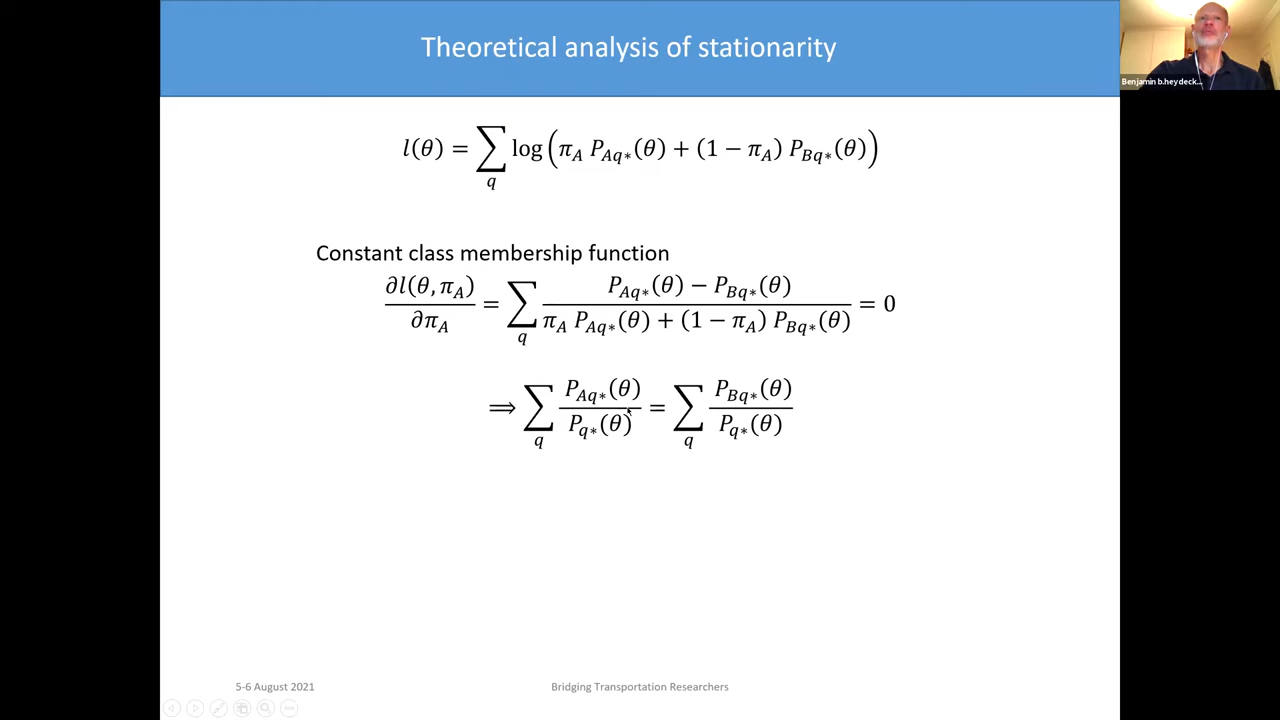 Theoretical analysis of stationarity
Benjamin b.heydeck...
l(θ) = ∑_q log(π_A P_{Aq*}(θ) + (1 − π_A) P_{Bq*}(θ))
Constant class membership function
∂l(θ, π_A)/∂π_A = ∑_q (P_{Aq*}(θ) − P_{Bq*}(θ))/(π_A P_{Aq*}(θ) + (1 − π_A) P_{Bq*}(θ)) = 0
⟹ ∑_q P_{Aq*}(θ)/P_{q*}(θ) = ∑_q P_{Bq*}(θ)/P_{q*}(θ)
5-6 August 2021
Bridging Transportation Researchers